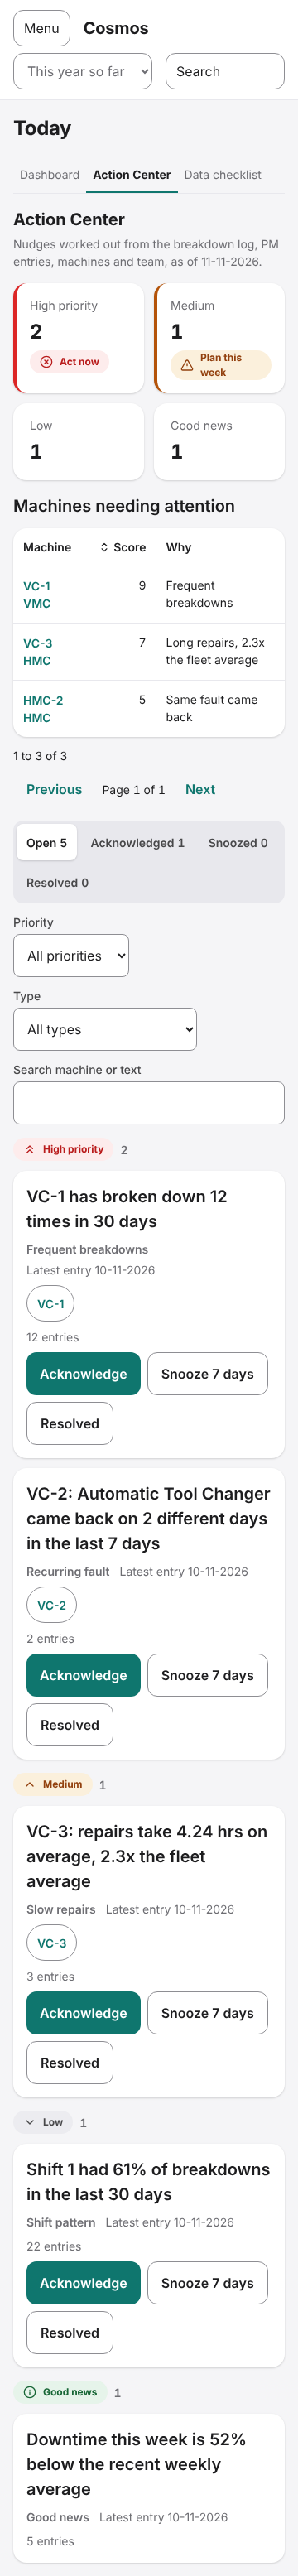 Menu
Cosmos
This year so far
Search
Today
Dashboard
Action Center
Data checklist
Action Center
Nudges worked out from the breakdown log, PM
entries, machines and team, as of 11-11-2026.
High priority
2
Act now
Medium
1
Plan this
week
Low
1
Good news
1
Machines needing attention
Machine
Score
Why
VC-1
VMC
9
Frequent
breakdowns
VC-3
HMC
7
Long repairs, 2.3x
the fleet average
HMC-2
HMC
5
Same fault came
back
1 to 3 of 3
Previous
Page 1 of 1
Next
Open 5
Acknowledged 1
Snoozed 0
Resolved 0
Priority
All priorities
Type
All types
Search machine or text
High priority
2
VC-1 has broken down 12
times in 30 days
Frequent breakdowns
Latest entry 10-11-2026
VC-1
12 entries
Acknowledge
Snooze 7 days
Resolved
VC-2: Automatic Tool Changer
came back on 2 different days
in the last 7 days
Recurring fault
Latest entry 10-11-2026
VC-2
2 entries
Acknowledge
Snooze 7 days
Resolved
Medium
1
VC-3: repairs take 4.24 hrs on
average, 2.3x the fleet
average
Slow repairs
Latest entry 10-11-2026
VC-3
3 entries
Acknowledge
Snooze 7 days
Resolved
Low
1
Shift 1 had 61% of breakdowns
in the last 30 days
Shift pattern
Latest entry 10-11-2026
22 entries
Acknowledge
Snooze 7 days
Resolved
Good news
1
Downtime this week is 52%
below the recent weekly
average
Good news
Latest entry 10-11-2026
5 entries